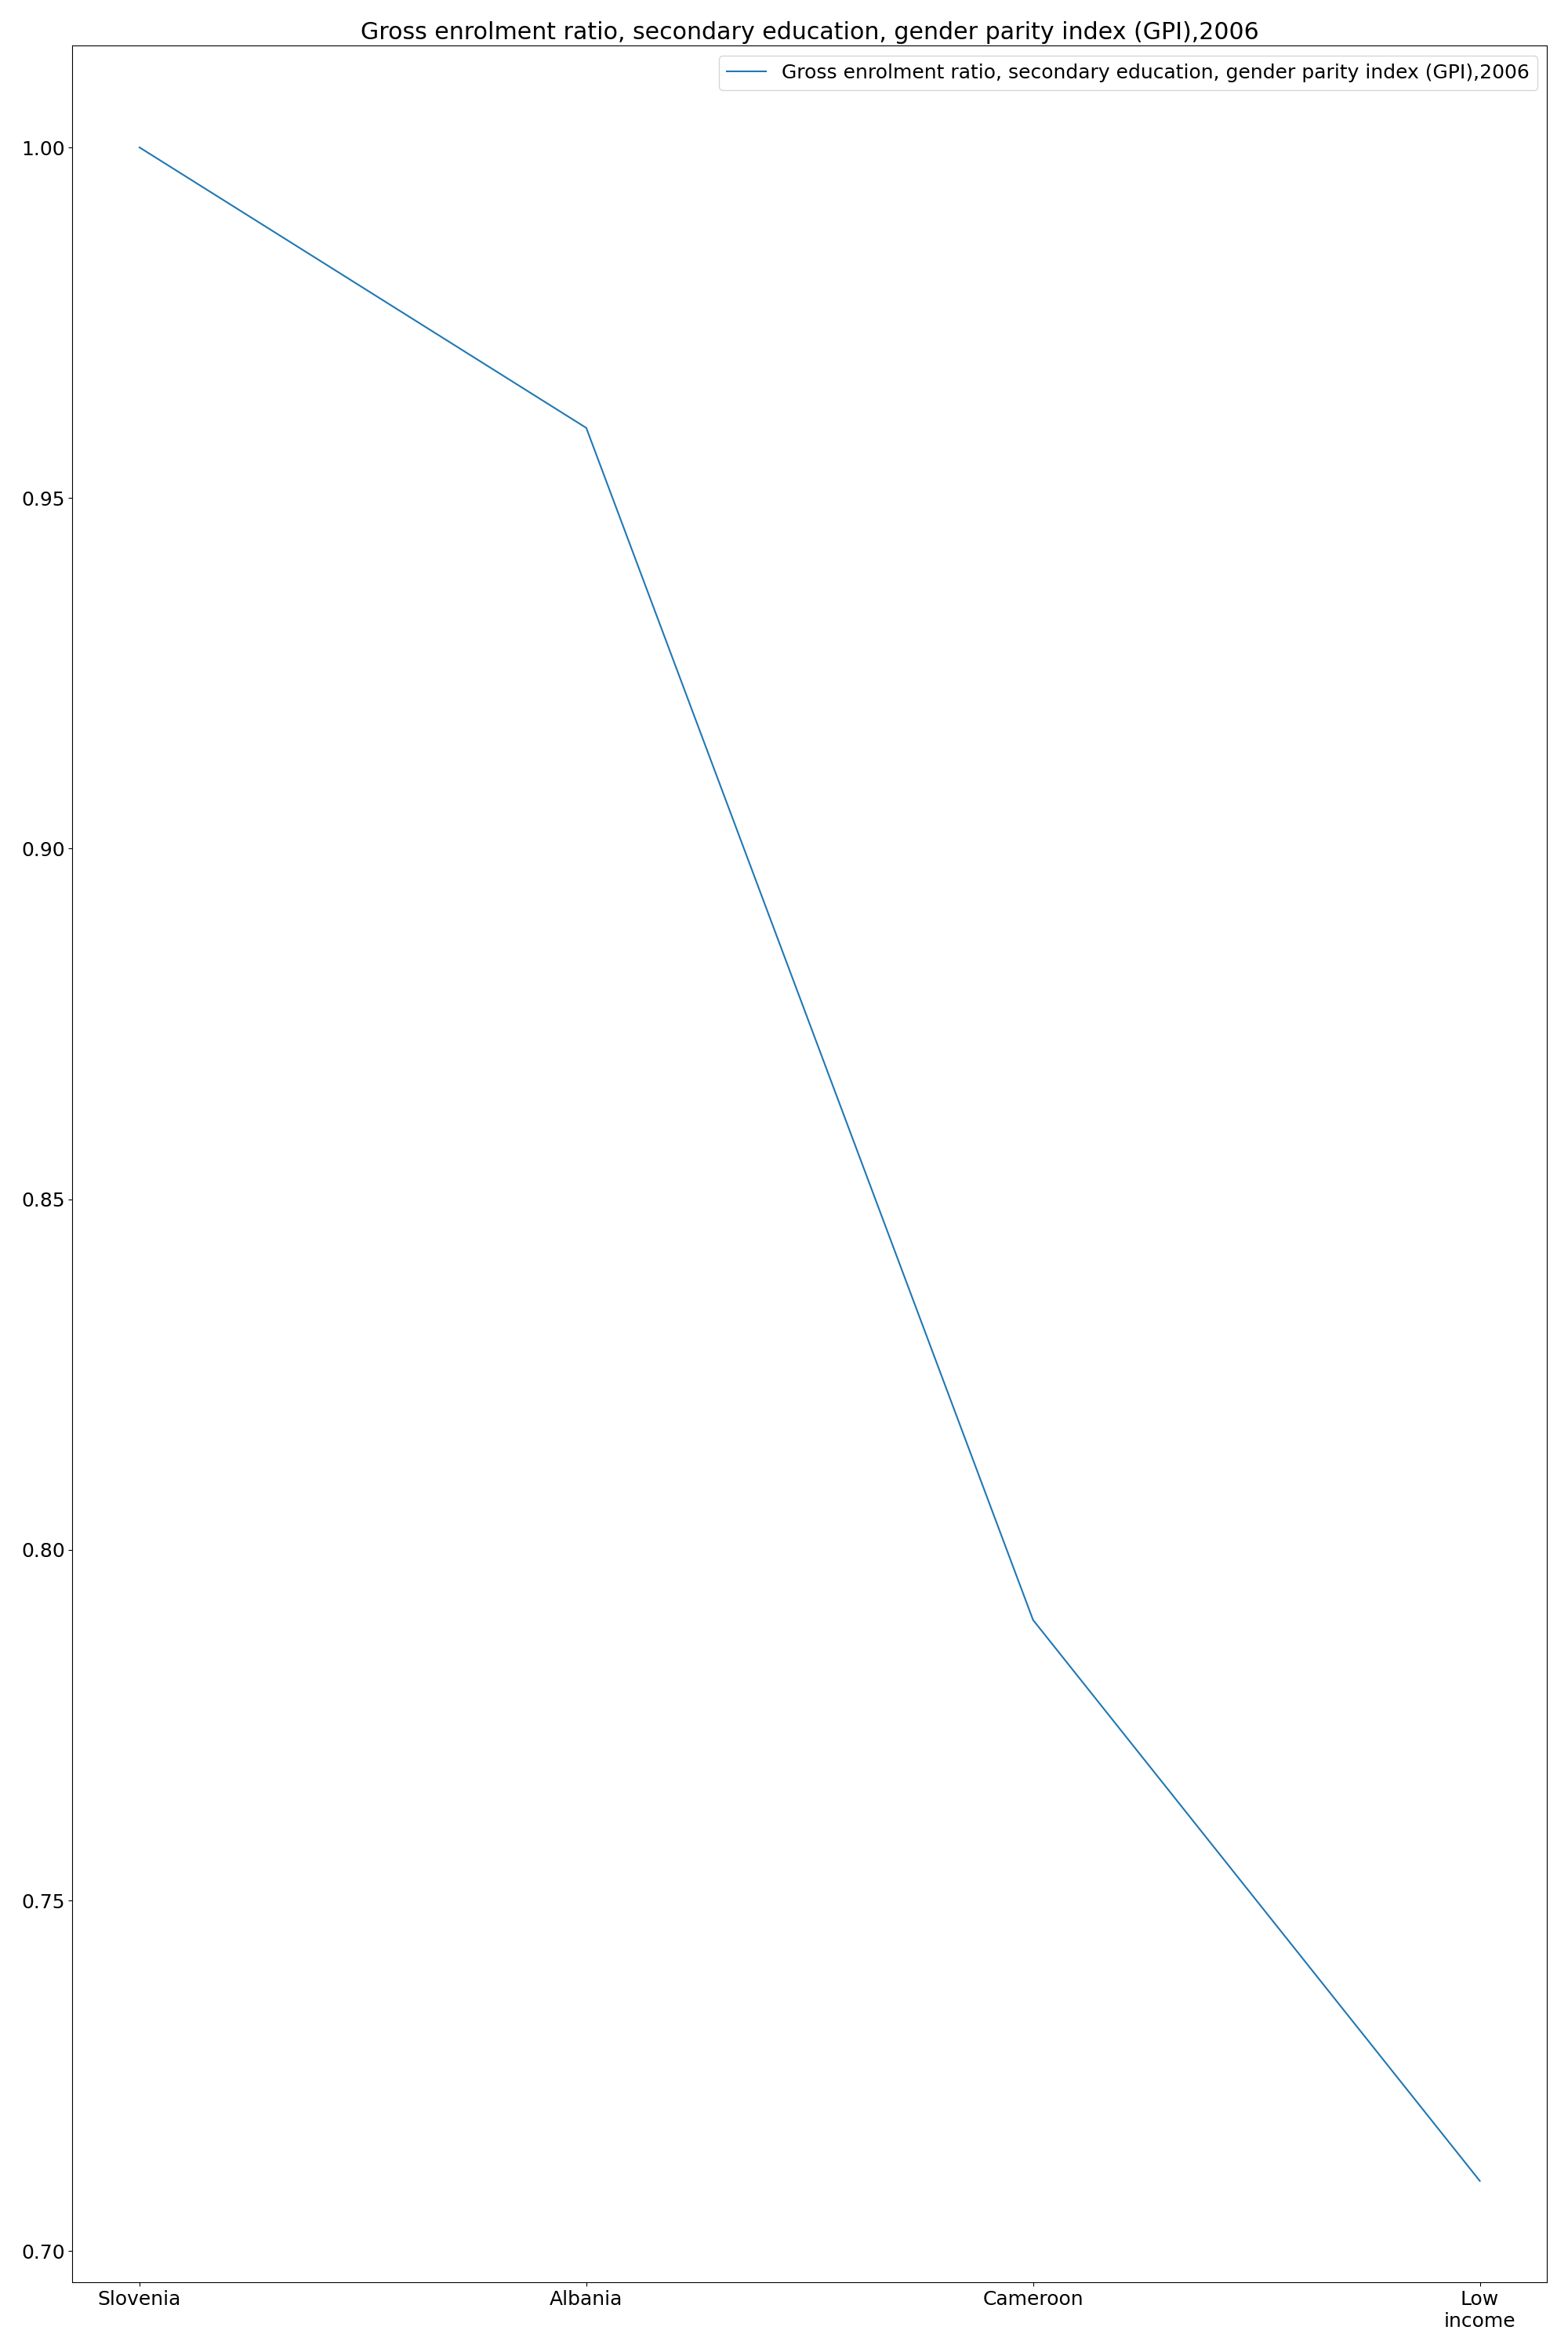 Gross enrolment ratio, secondary education, gender parity index (GPI),2006
Gross enrolment ratio, secondary education, gender parity index (GPI),2006
1.00
0.95
0.90
0.85
0.80
0.75
0.70
Slovenia
Albania
Cameroon
Low
income